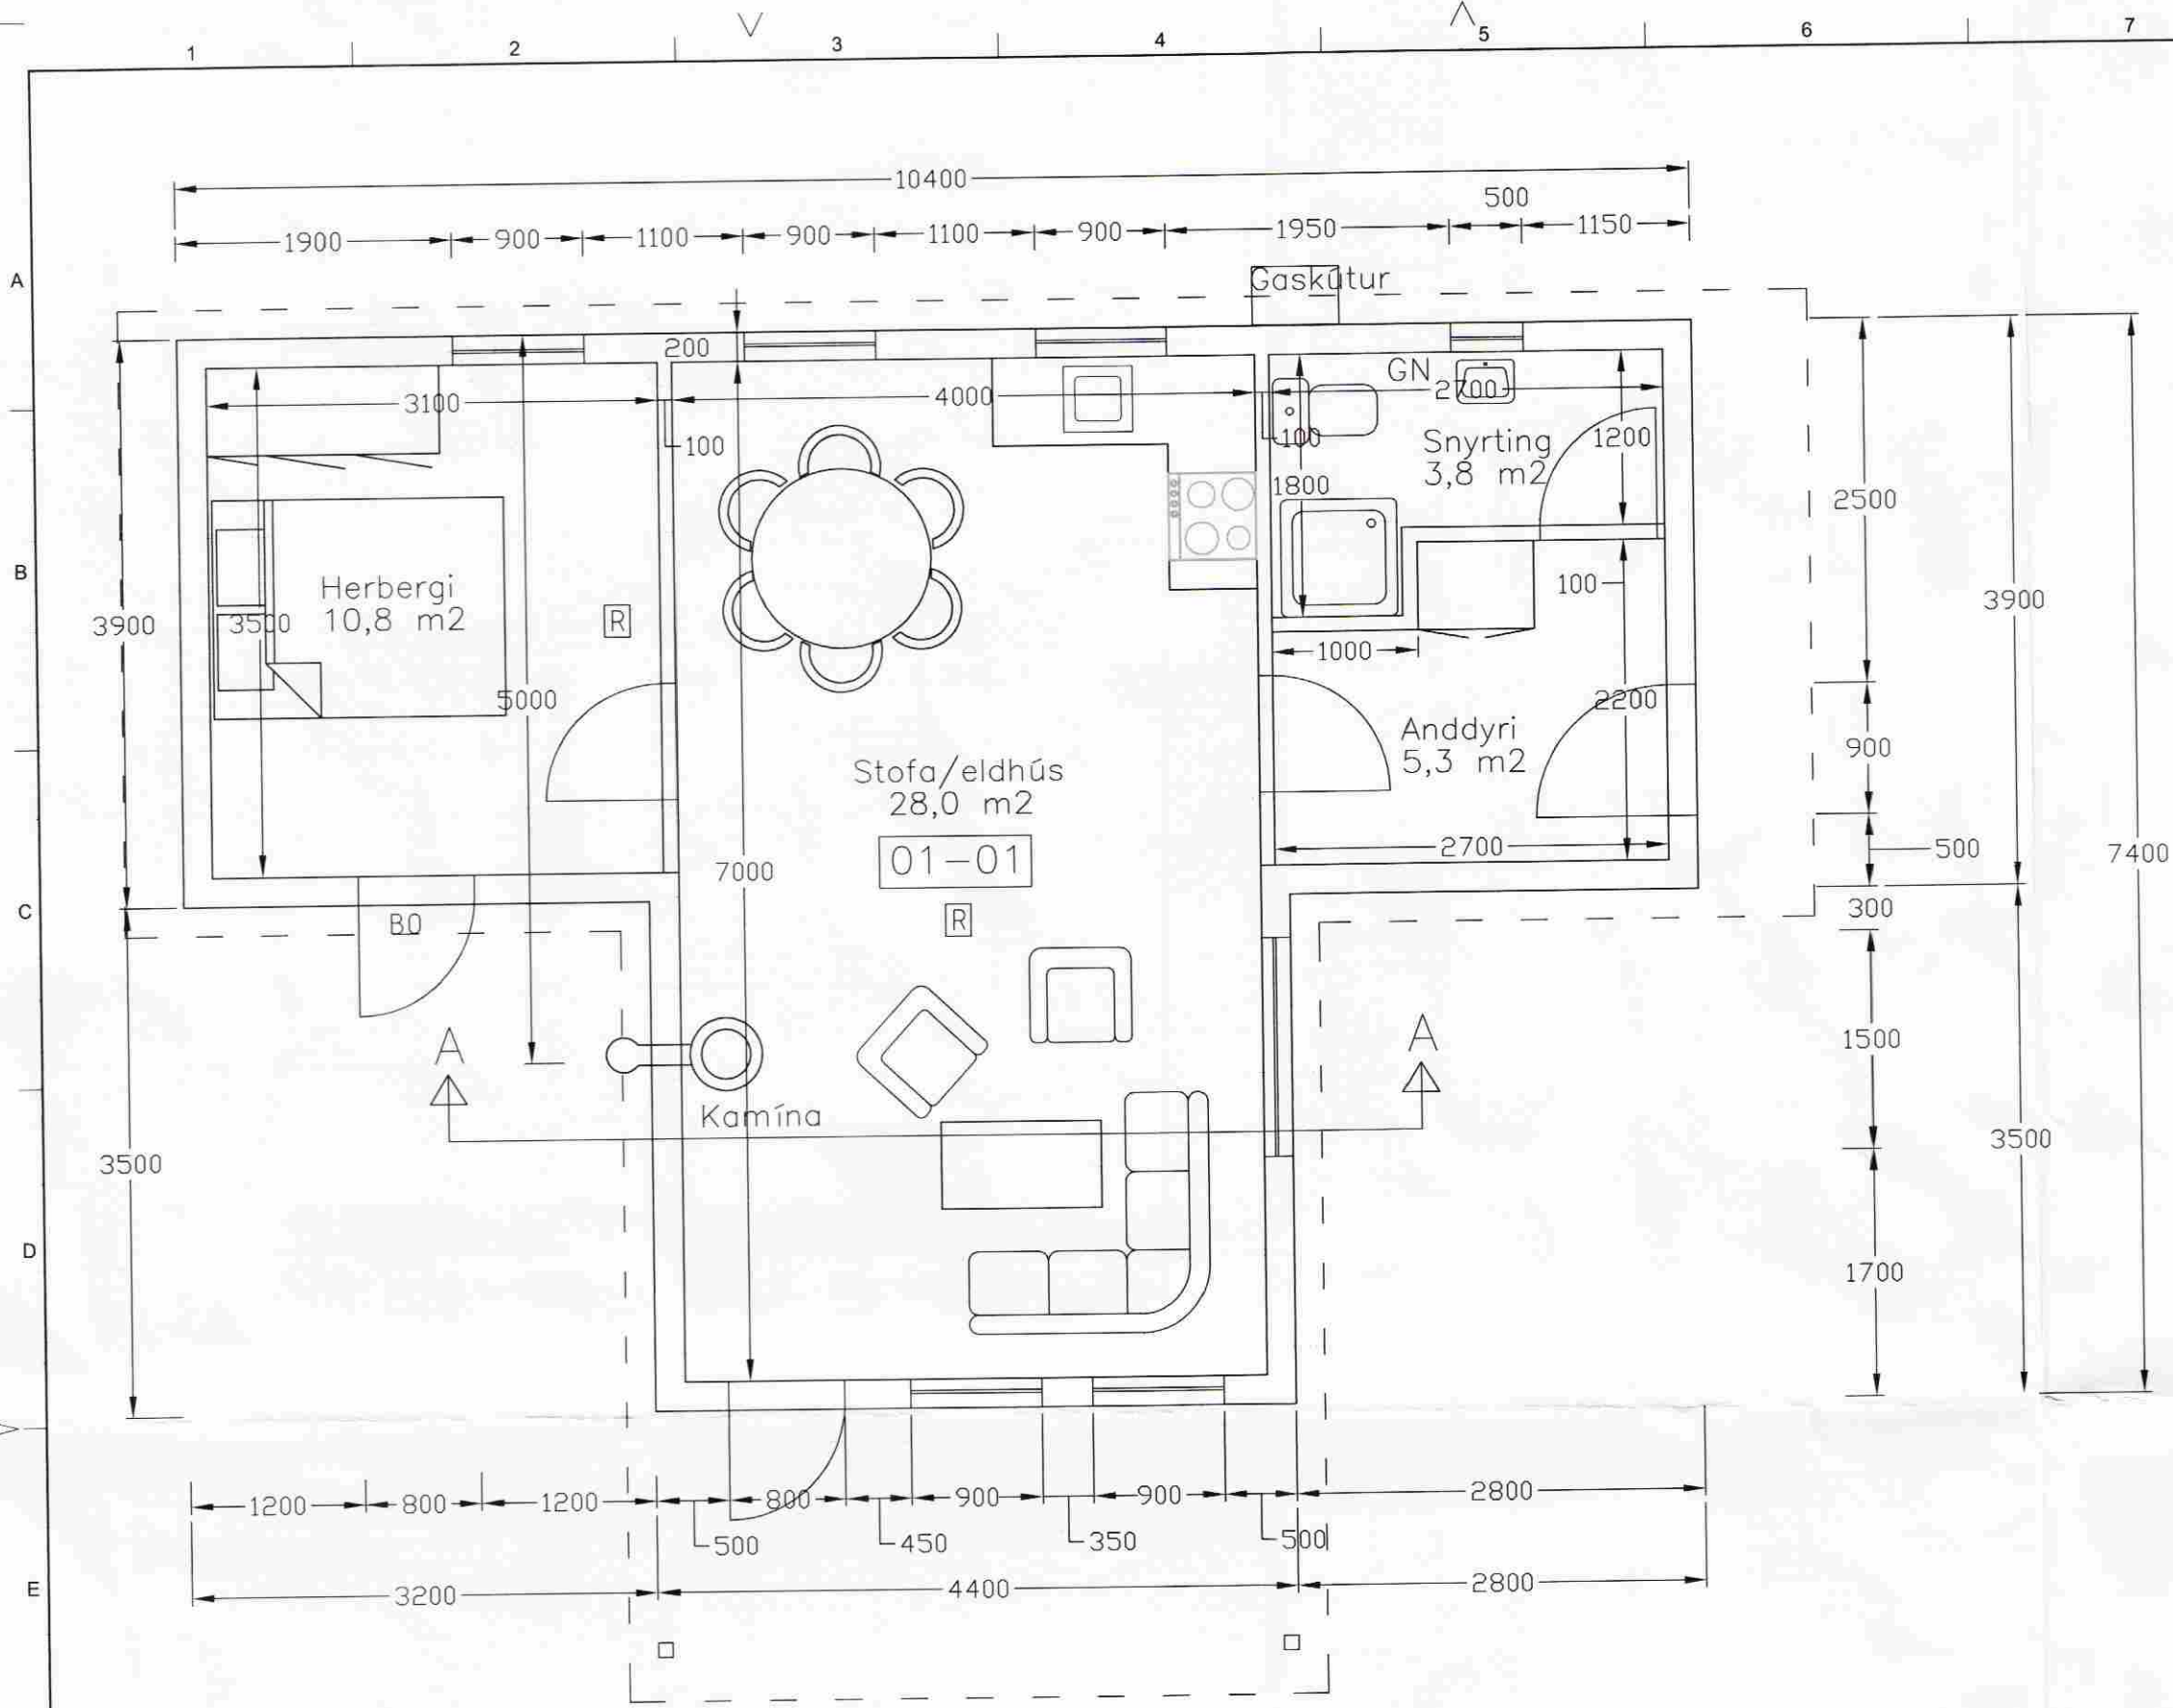 1 2 3 4 5 6 7
10400
500
1900 900 1100 900 1100 900 1950 1150
A
Gaskútur
200
GN
3100 4000 2700
100 100 1200
Snyrting
3,8 m2
1800
2500
B
Herbergi
10,8 m2
R
100
3900 3500 3900
1000
5000 2200
Anddyri
5,3 m2
900
Stofa/eldhús
28,0 m2
01-01
7000 2700 500 7400
C
BO
R
300
A A
1500
Kamína
3500 3500
D
1700
1200 800 1200 800 900 900 2800
500 450 350 500
E
3200 4400 2800